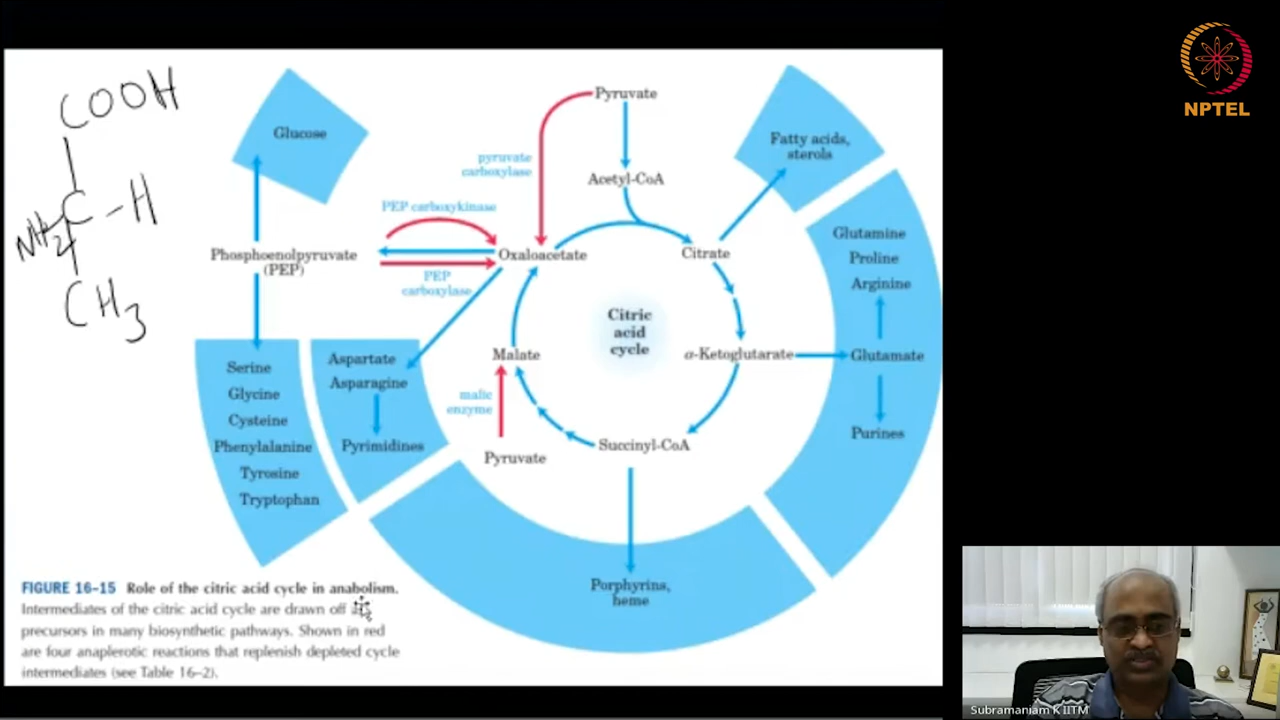 COOH
NH2 C - H
CH3
Glucose
Pyruvate
pyruvate
carboxylase
Acetyl-CoA
Fatty acids,
sterols
PEP carboxykinase
Phosphoenolpyruvate
(PEP)
Oxaloacetate
Citrate
PEP
carboxylase
Glutamine
Proline
Arginine
Citric
acid
cycle
Malate
α-Ketoglutarate
Glutamate
Purines
malic
enzyme
Pyruvate
Succinyl-CoA
Serine
Glycine
Cysteine
Phenylalanine
Tyrosine
Tryptophan
Aspartate
Asparagine
Pyrimidines
Porphyrins,
heme
FIGURE 16–15 Role of the citric acid cycle in anabolism.
Intermediates of the citric acid cycle are drawn off
precursors in many biosynthetic pathways. Shown in red
are four anaplerotic reactions that replenish depleted cycle
intermediates (see Table 16–2).
NPTEL
Subramaniam K IITM